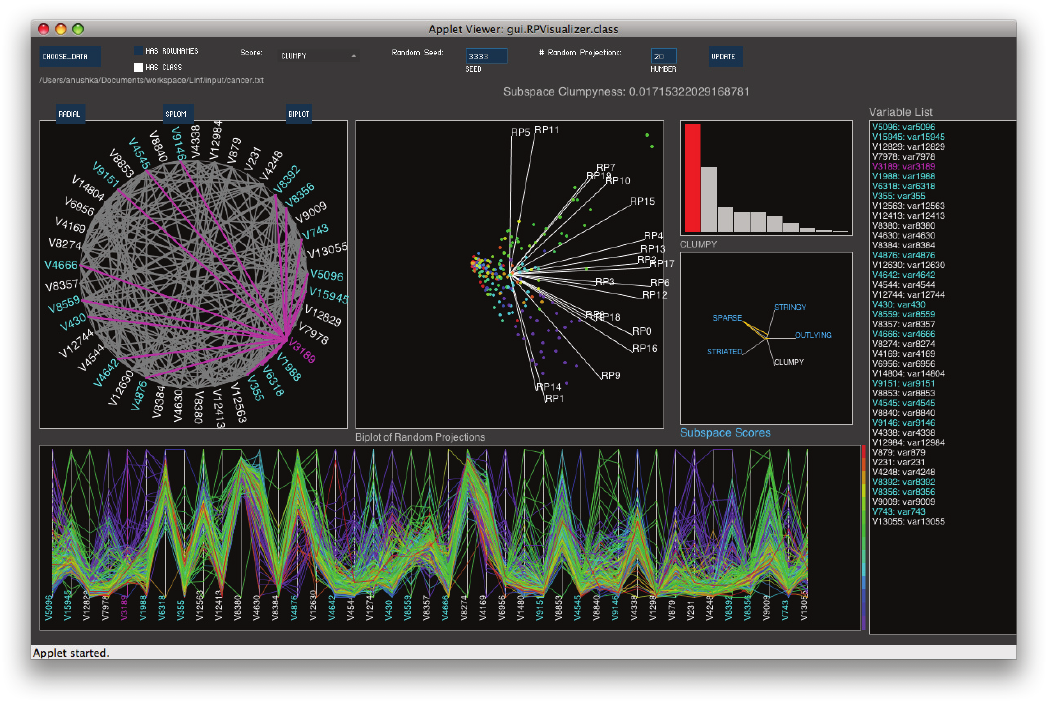 Applet Viewer: gui.RPVisualizer.class
CHOOSE_DATA
HAS ROWNAMES
HAS CLASS
Score:
CLUMPY
Random Seed:
3333
SEED
# Random Projections:
20
NUMBER
UPDATE
/Users/anushka/Documents/workspace/Linf/input/cancer.txt
Subspace Clumpyness: 0.01715322029168781
RADIAL
SPLOM
BIPLOT
V4338
V12984
V879
V231
V4248
V8392
V8356
V9009
V743
V13055
V5096
V15945
V12829
V7978
V3189
V1988
V6318
V355
V12563
V12413
V8380
V4630
V8384
V4876
V12630
V4642
V4544
V12744
V430
V8559
V8357
V4666
V8274
V4169
V6956
V14804
V9151
V8853
V4545
V8840
V9146
RP5
RP11
RP7
RP10
RP15
RP4
RP13
RP17
RP3
RP6
RP12
RP18
RP0
RP16
RP9
RP14
RP1
Biplot of Random Projections
CLUMPY
STRINGY
SPARSE
OUTLYING
STRIATED
CLUMPY
Subspace Scores
Variable List
V5096: var5096
V15945: var15945
V12829: var12829
V7978: var7978
V3189: var3189
V1988: var1988
V6318: var6318
V355: var355
V12563: var12563
V12413: var12413
V8380: var8380
V4630: var4630
V8384: var8384
V4876: var4876
V12630: var12630
V4642: var4642
V4544: var4544
V12744: var12744
V430: var430
V8559: var8559
V8357: var8357
V4666: var4666
V8274: var8274
V4169: var4169
V6956: var6956
V14804: var14804
V9151: var9151
V8853: var8853
V4545: var4545
V8840: var8840
V9146: var9146
V4338: var4338
V12984: var12984
V879: var879
V231: var231
V4248: var4248
V8392: var8392
V8356: var8356
V9009: var9009
V743: var743
V13055: var13055
V5096
V15945
V12829
V7978
V3189
V1988
V6318
V355
V12563
V12413
V8380
V4630
V8384
V4876
V12630
V4642
V4544
V12744
V430
V8559
V8357
V4666
V8274
V4169
V6956
V1480
V915
V8853
V4545
V8840
V9146
V4338
V1298
V879
V231
V4248
V8392
V8356
V9009
V743
V13055
Applet started.